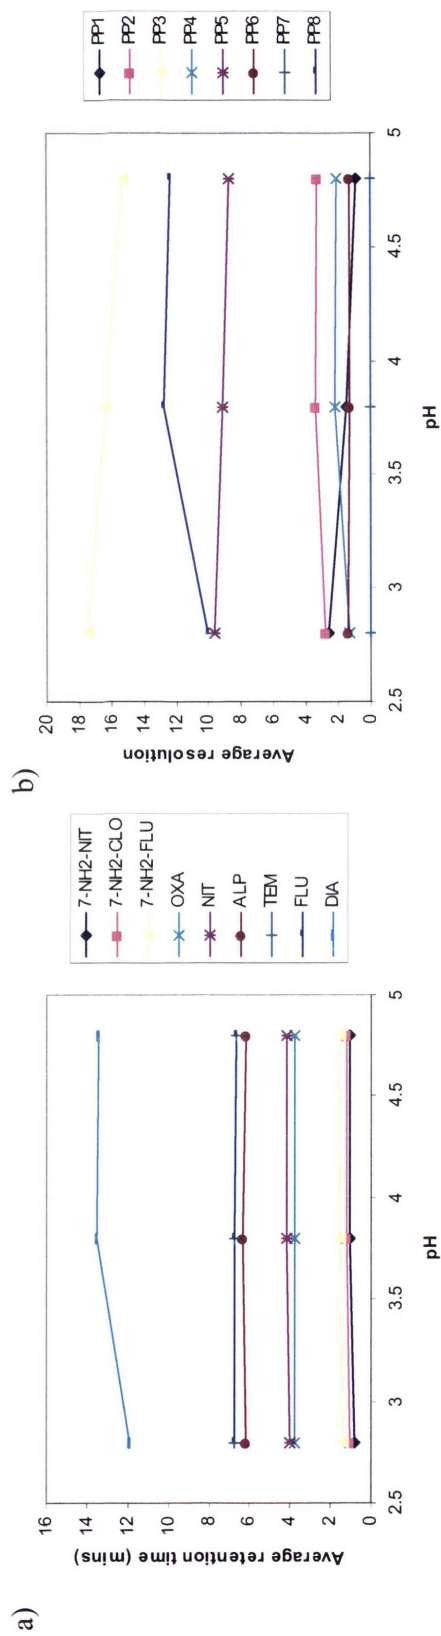 a)
Average retention time (mins)
16
14
12
10
8
6
4
2
0
2.5
3
3.5
4
4.5
5
pH
7-NH2-NIT
7-NH2-CLO
7-NH2-FLU
OXA
NIT
ALP
TEM
FLU
DIA
b)
Average resolution
20
18
16
14
12
10
8
6
4
2
0
2.5
3
3.5
4
4.5
5
pH
PP1
PP2
PP3
PP4
PP5
PP6
PP7
PP8